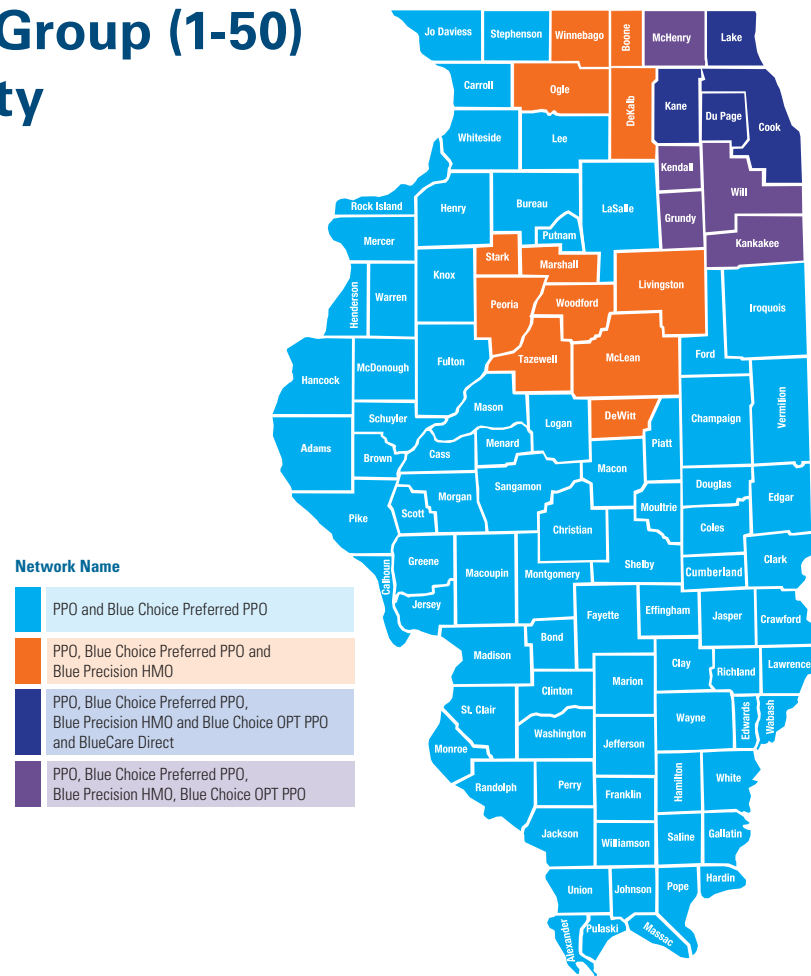 Group (1-50)
ty
Jo Daviess
Stephenson
Winnebago
Boone
McHenry
Lake
Carroll
Ogle
DeKalb
Kane
Du Page
Cook
Whiteside
Lee
Kendall
Will
Rock Island
Henry
Bureau
LaSalle
Grundy
Mercer
Putnam
Kankakee
Stark
Marshall
Knox
Henderson
Warren
Peoria
Woodford
Livingston
Iroquois
Hancock
McDonough
Fulton
Tazewell
McLean
Ford
Mason
Schuyler
Logan
DeWitt
Champaign
Vermilion
Adams
Brown
Cass
Menard
Piatt
Macon
Sangamon
Douglas
Edgar
Pike
Scott
Morgan
Moultrie
Christian
Coles
Network Name
Calhoun
Greene
Macoupin
Montgomery
Shelby
Cumberland
Clark
PPO and Blue Choice Preferred PPO
Jersey
Fayette
Effingham
Jasper
Crawford
PPO, Blue Choice Preferred PPO and
Blue Precision HMO
Bond
Madison
Clay
Richland
Lawrence
Marion
PPO, Blue Choice Preferred PPO,
Blue Precision HMO and Blue Choice OPT PPO
and BlueCare Direct
Clinton
St. Clair
Wayne
Edwards
Wabash
Washington
Monroe
Jefferson
PPO, Blue Choice Preferred PPO,
Blue Precision HMO, Blue Choice OPT PPO
Randolph
Perry
Franklin
Hamilton
White
Jackson
Williamson
Saline
Gallatin
Union
Johnson
Pope
Hardin
Alexander
Pulaski
Massac